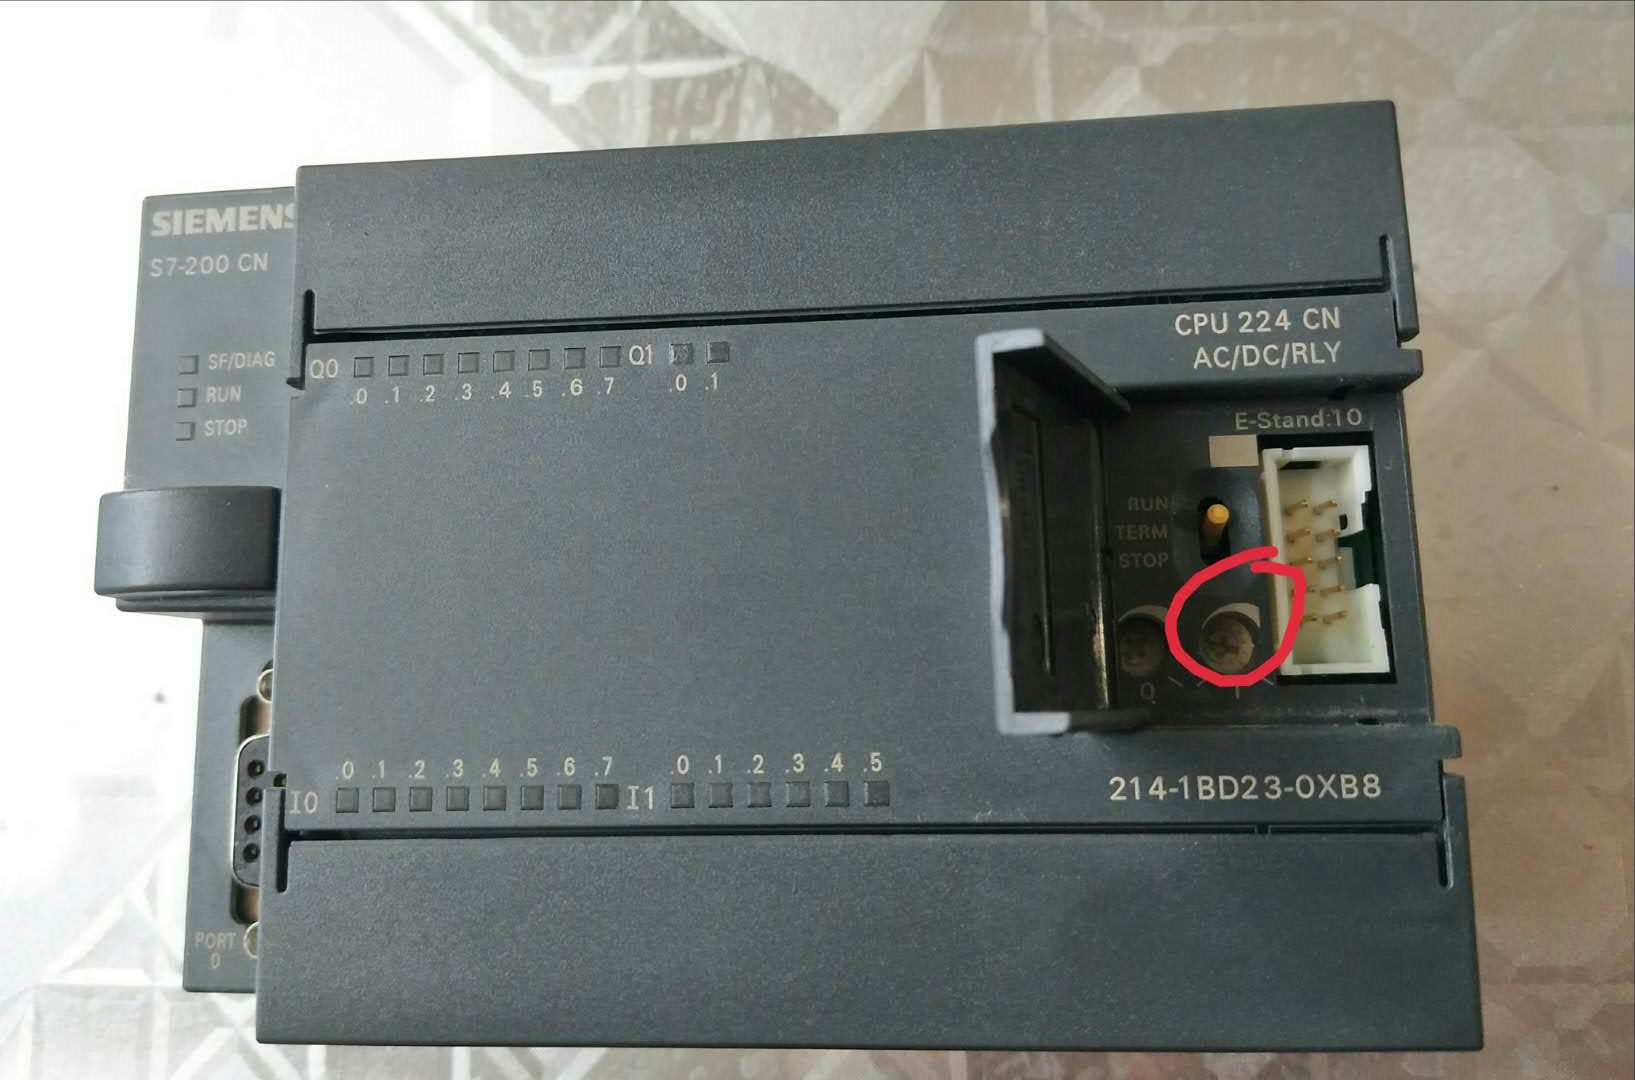 SIEMENS
S7-200 CN
SF/DIAG
RUN
STOP
Q0 Q1
.0 .1 .2 .3 .4 .5 .6 .7 .0 .1
CPU 224 CN
AC/DC/RLY
E-Stand:10
RUN
TERM
STOP
0 1
.0 .1 .2 .3 .4 .5 .6 .7 .0 .1 .2 .3 .4 .5
I0 I1
214-1BD23-0XB8
PORT
0